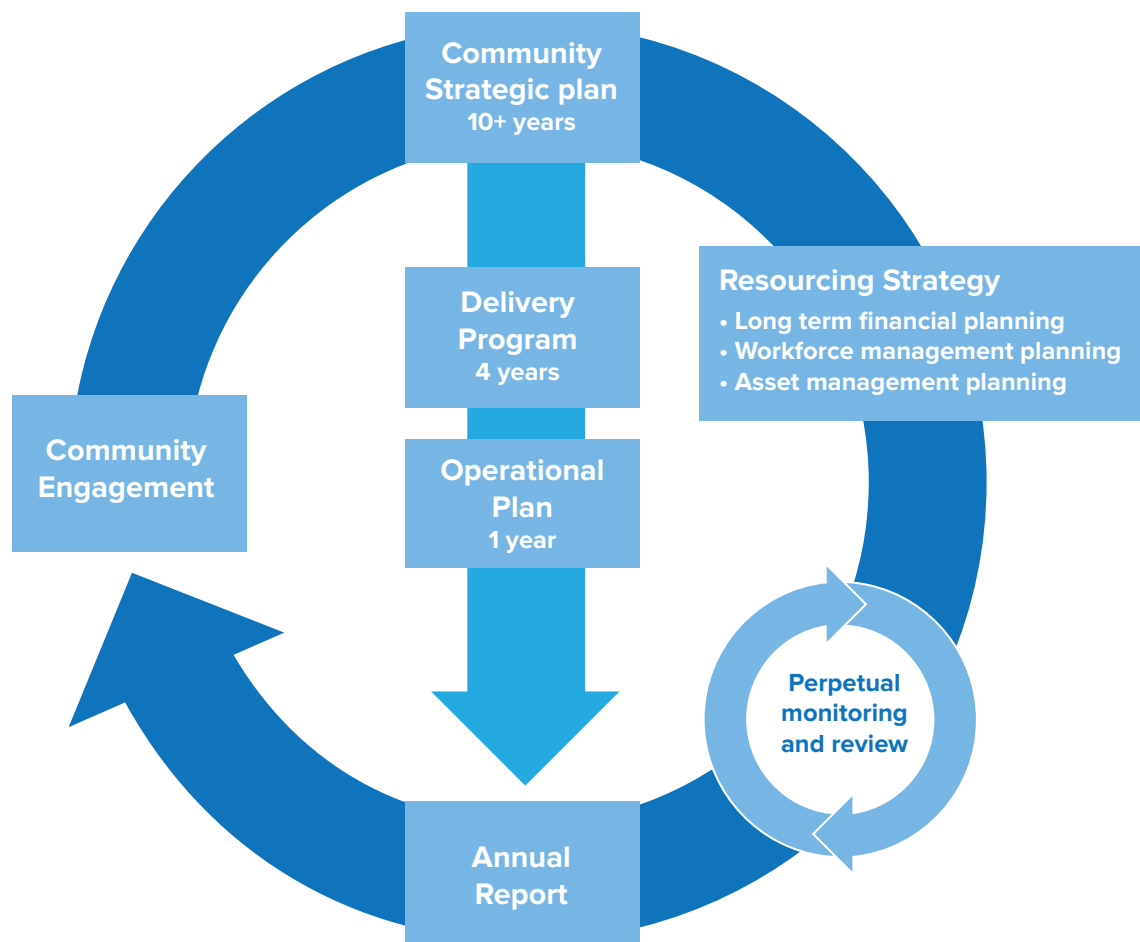 Community
Strategic plan
10+ years
Delivery
Program
4 years
Operational
Plan
1 year
Annual
Report
Resourcing Strategy
• Long term financial planning
• Workforce management planning
• Asset management planning
Perpetual
monitoring
and review
Community
Engagement